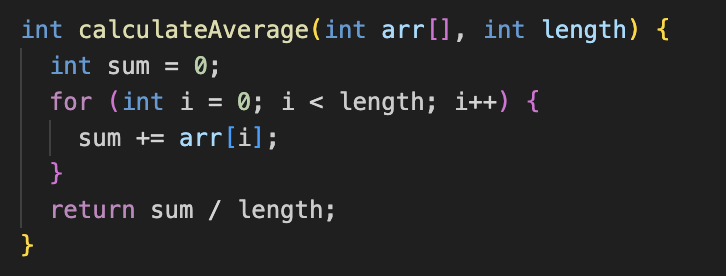 int calculateAverage(int arr[], int length) {
  int sum = 0;
  for (int i = 0; i < length; i++) {
    sum += arr[i];
  }
  return sum / length;
}